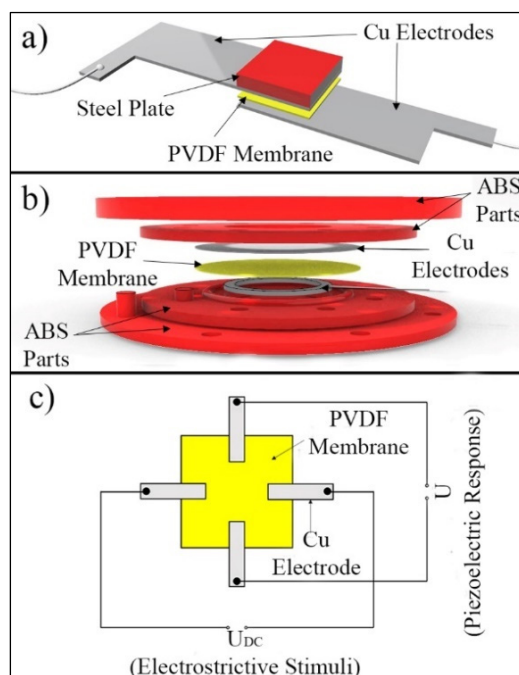 a)
Cu Electrodes
Steel Plate
PVDF Membrane
b)
ABS
Parts
PVDF
Membrane
Cu
Electrodes
ABS
Parts
c)
PVDF
Membrane
Cu
Electrode
U
(Piezoelectric Response)
UDC
(Electrostrictive Stimuli)